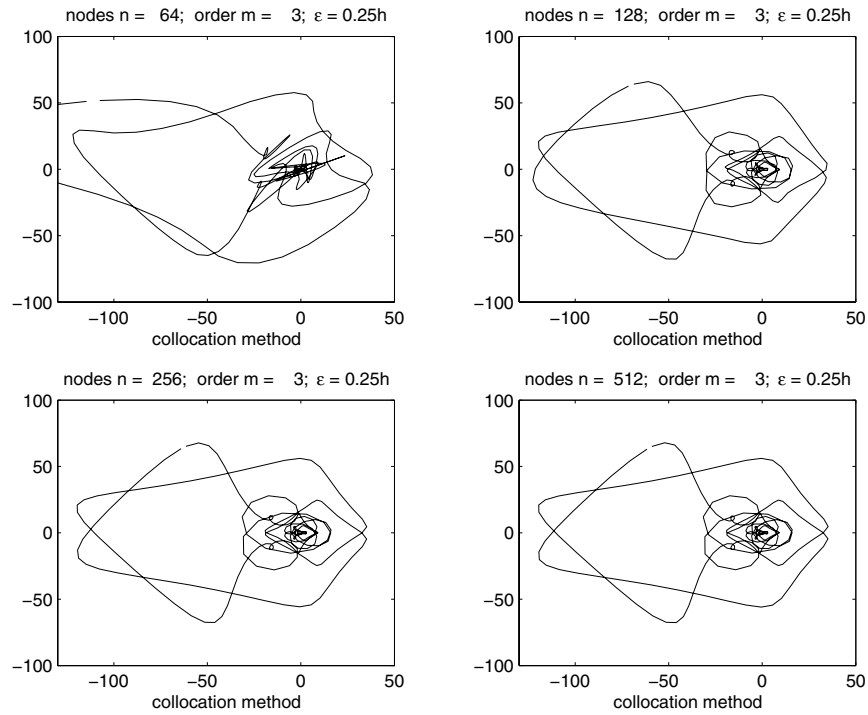 nodes n = 64; order m = 3; ε = 0.25h
100
50
0
−50
−100
−100 −50 0 50
collocation method
nodes n = 128; order m = 3; ε = 0.25h
100
50
0
−50
−100
−100 −50 0 50
collocation method
nodes n = 256; order m = 3; ε = 0.25h
100
50
0
−50
−100
−100 −50 0 50
collocation method
nodes n = 512; order m = 3; ε = 0.25h
100
50
0
−50
−100
−100 −50 0 50
collocation method